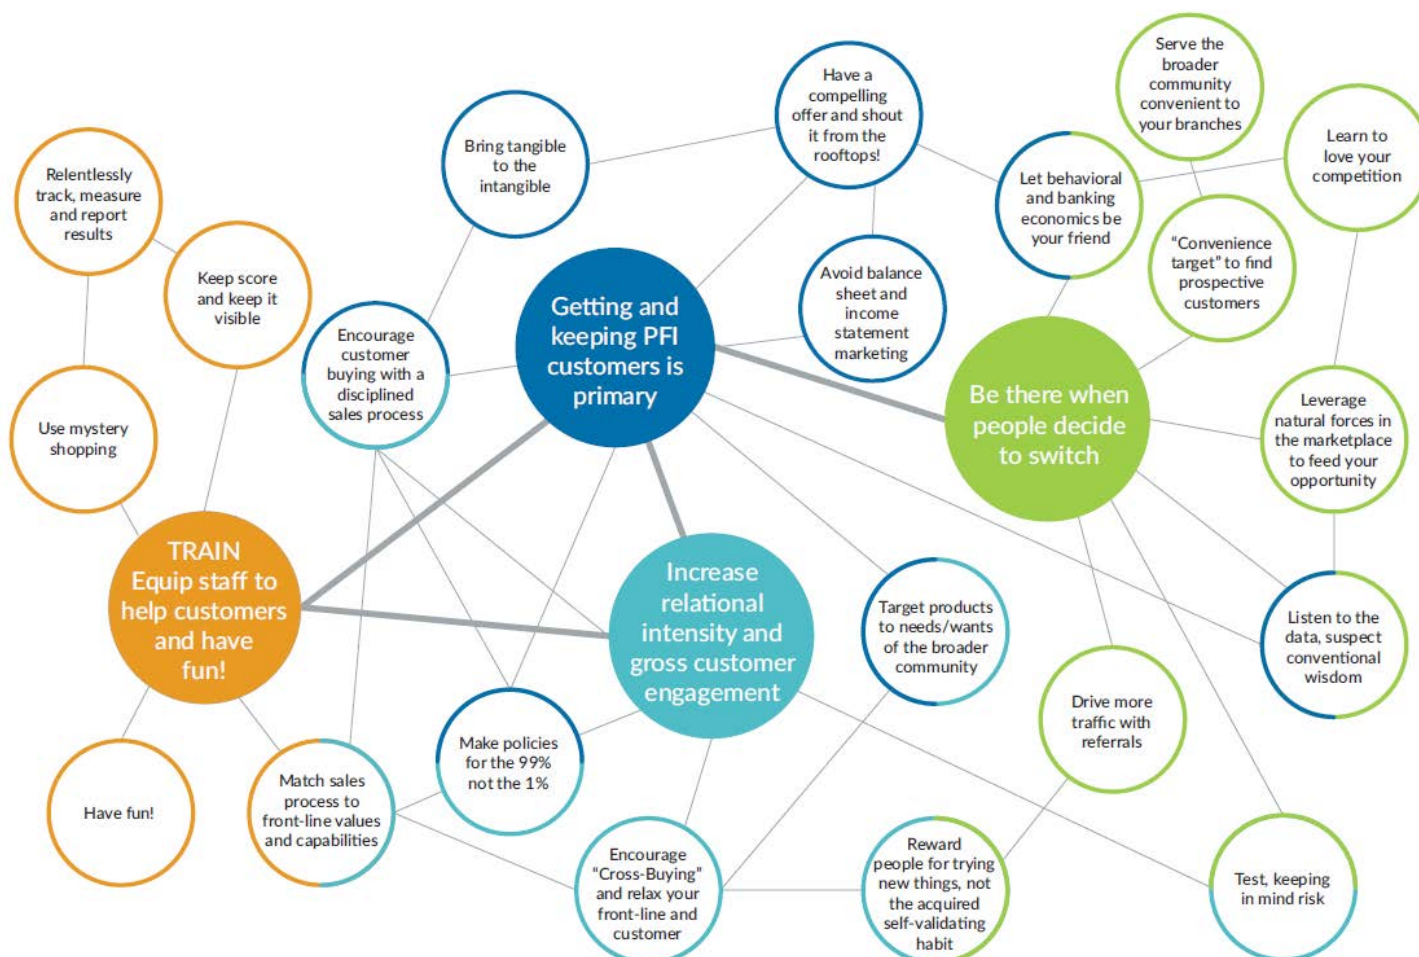 Serve the
broader
community
convenient to
your branches
Have a
compelling
offer and shout
it from the
rooftops!
Learn to
love your
competition
Bring tangible
to the
intangible
Relentlessly
track, measure
and report
results
Let behavioral
and banking
economics be
your friend
"Convenience
target" to find
prospective
customers
Keep score
and keep it
visible
Avoid balance
sheet and
income
statement
marketing
Getting and
keeping PFI
customers is
primary
Encourage
customer
buying with a
disciplined
sales process
Be there when
people decide
to switch
Leverage
natural forces in
the marketplace
to feed your
opportunity
Use mystery
shopping
TRAIN
Equip staff to
help customers
and have
fun!
Increase
relational
intensity and
gross customer
engagement
Target products
to needs/wants
of the broader
community
Listen to the
data, suspect
conventional
wisdom
Drive more
traffic with
referrals
Make policies
for the 99%
not the 1%
Have fun!
Match sales
process to
front-line values
and capabilities
Encourage
"Cross-Buying"
and relax your
front-line and
customer
Reward
people for trying
new things, not
the acquired
self-validating
habit
Test, keeping
in mind risk